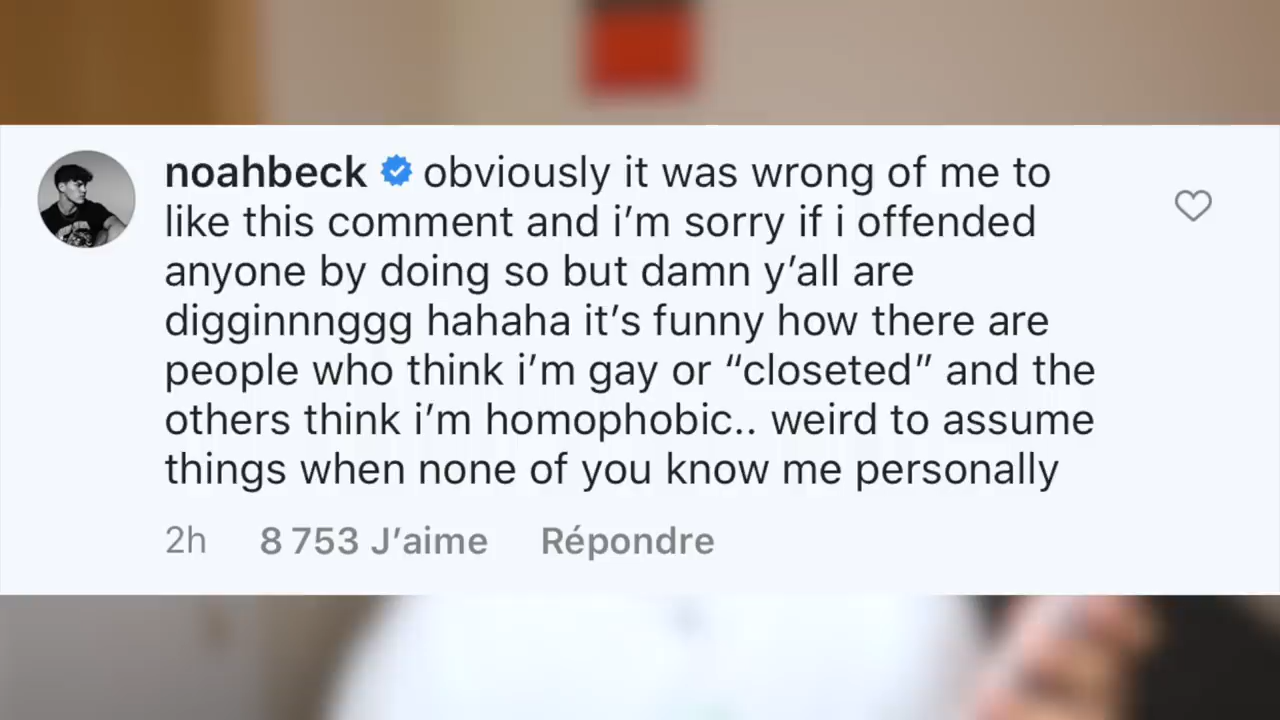 noahbeck obviously it was wrong of me to
like this comment and i’m sorry if i offended
anyone by doing so but damn y’all are
digginnnggg hahaha it’s funny how there are
people who think i’m gay or “closeted” and the
others think i’m homophobic.. weird to assume
things when none of you know me personally
2h 8 753 J’aime Répondre